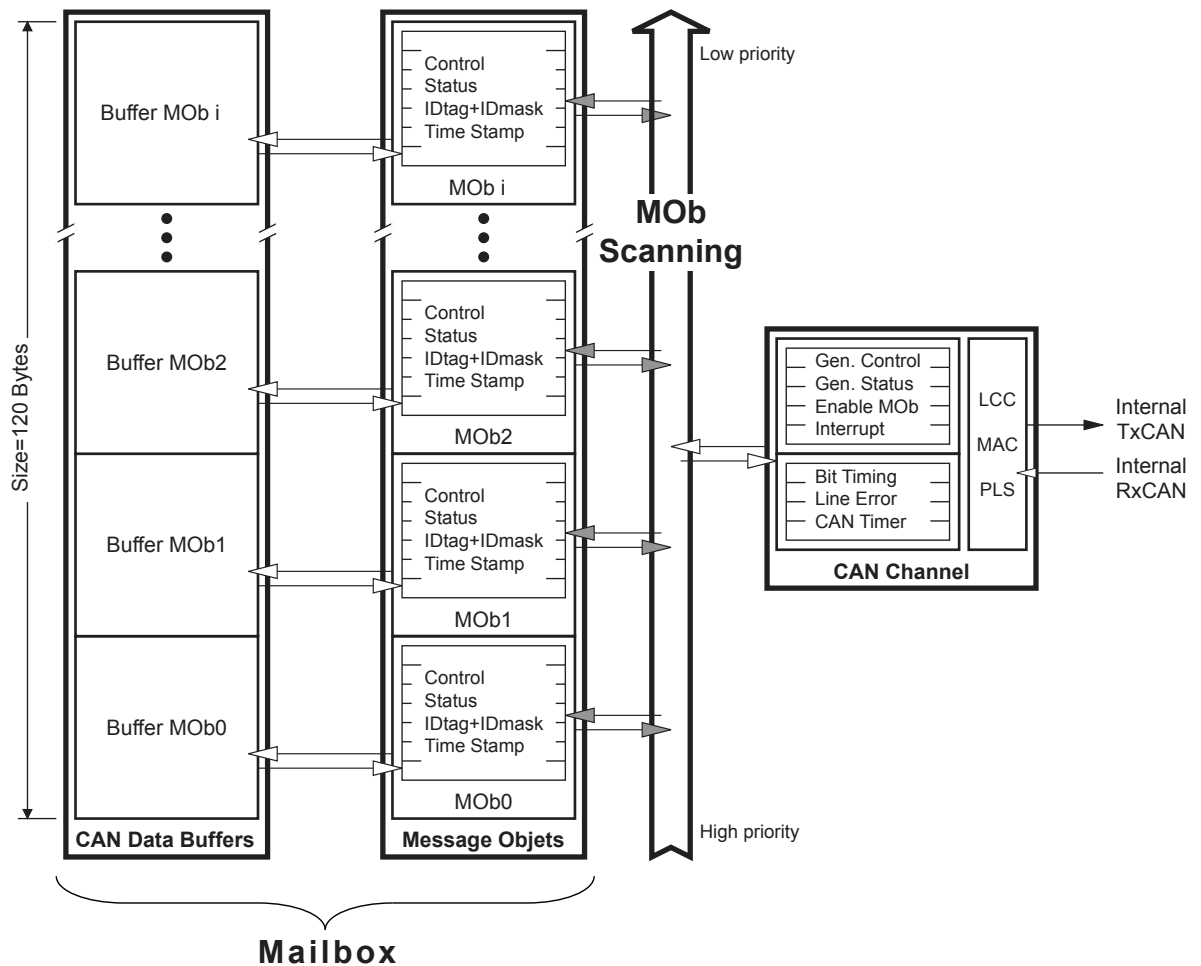 Size=120 Bytes
Buffer MOb i
Buffer MOb2
Buffer MOb1
Buffer MOb0
CAN Data Buffers
Control
Status
IDtag+IDmask
Time Stamp
MOb i
Control
Status
IDtag+IDmask
Time Stamp
MOb2
Control
Status
IDtag+IDmask
Time Stamp
MOb1
Control
Status
IDtag+IDmask
Time Stamp
MOb0
Message Objets
Mailbox
Low priority
MOb
Scanning
High priority
Gen. Control
Gen. Status
Enable MOb
Interrupt
Bit Timing
Line Error
CAN Timer
LCC
MAC
PLS
CAN Channel
Internal
TxCAN
Internal
RxCAN